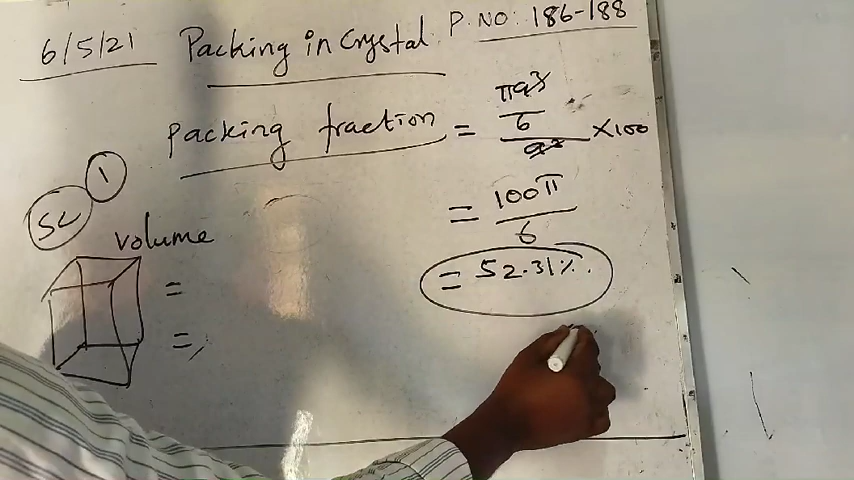 6/5/21 Packing in Crystal P.NO: 186-188
Packing fraction = πa³/6 / a³ ×100
1
SC
= 100π/6
volume
= 52.31%.
=
=